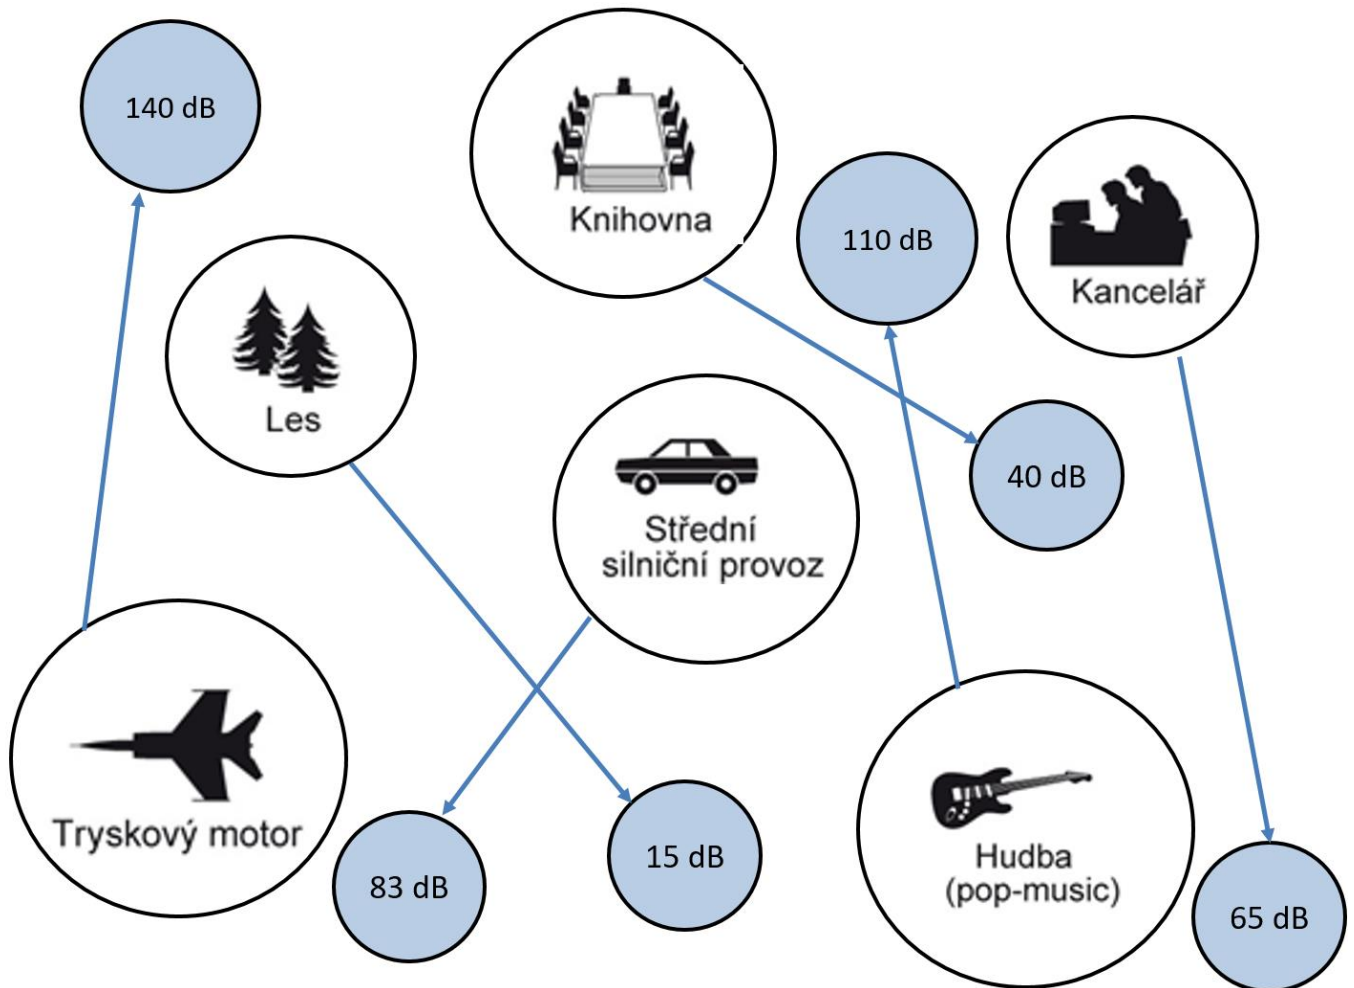 140 dB
Knihovna
110 dB
Kancelář
Les
40 dB
Střední
silniční provoz
Tryskový motor
83 dB
15 dB
Hudba
(pop-music)
65 dB